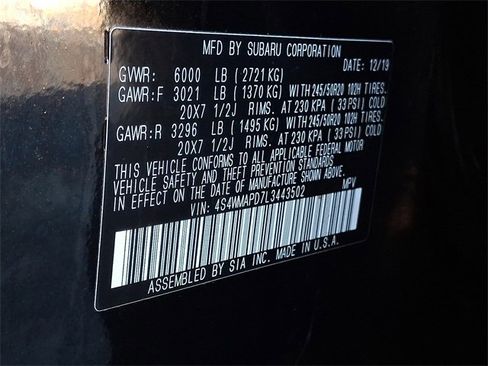 MFD BY SUBARU CORPORATION
DATE: 12/19
GVWR: 6000 LB (2721 KG)
GAWR:F 3021 LB (1370 KG) WITH 245/50R20 102H TIRES.
20X7 1/2J RIMS. AT 230 KPA (33 PSI) COLD
GAWR:R 3296 LB (1495 KG) WITH 245/50R20 102H TIRES.
20X7 1/2J RIMS. AT 230 KPA (33 PSI) COLD
THIS VEHICLE CONFORMS TO ALL APPLICABLE FEDERAL MOTOR
VEHICLE SAFETY AND THEFT PREVENTION STANDARDS
IN EFFECT ON THE DATE OF MANUFACTURE SHOWN ABOVE.
VIN: 4S4WMAPD7L3443502 MPV
ASSEMBLED BY SIA INC. MADE IN U.S.A.